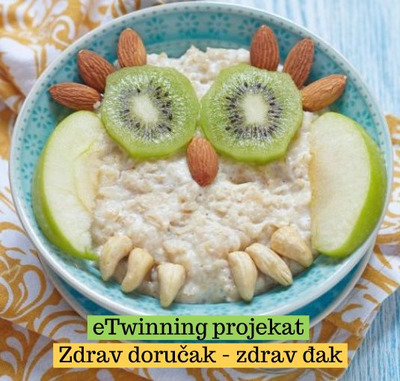 eTwinning projekat
Zdrav doručak - zdrav đak